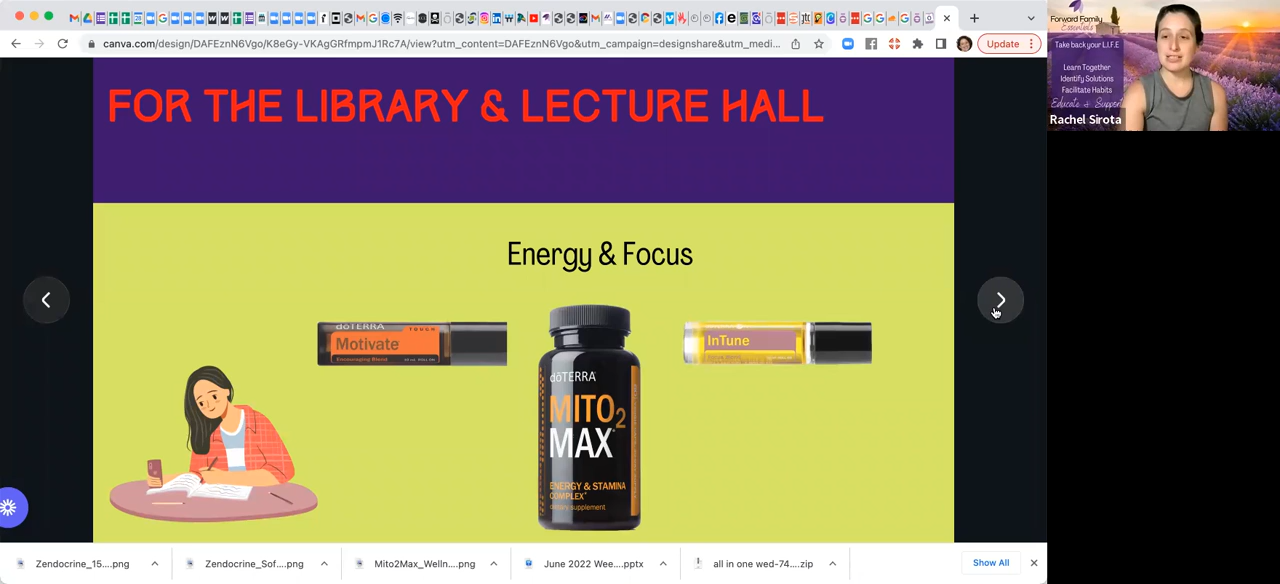 canva.com/design/DAFEznN6Vgo/K8eGy-VKAgGRfmpmJ1Rc7A/view?utm_content=DAFEznN6Vgo&utm_campaign=designshare&utm_medi...
Update
FOR THE LIBRARY & LECTURE HALL
Energy & Focus
dōTERRA TOUCH
Motivate
Encouraging Blend
dōTERRA
MITO2
MAX
ENERGY & STAMINA
COMPLEX*
dietary supplement
InTune
Zendocrine_15....png
Zendocrine_Sof....png
Mito2Max_Welln....png
June 2022 Wee....pptx
all in one wed-74....zip
Show All
Forward Family
Essentials
Take back your L.I.F.E
Learn Together
Identify Solutions
Facilitate Habits
Educate & Support
Rachel Sirota